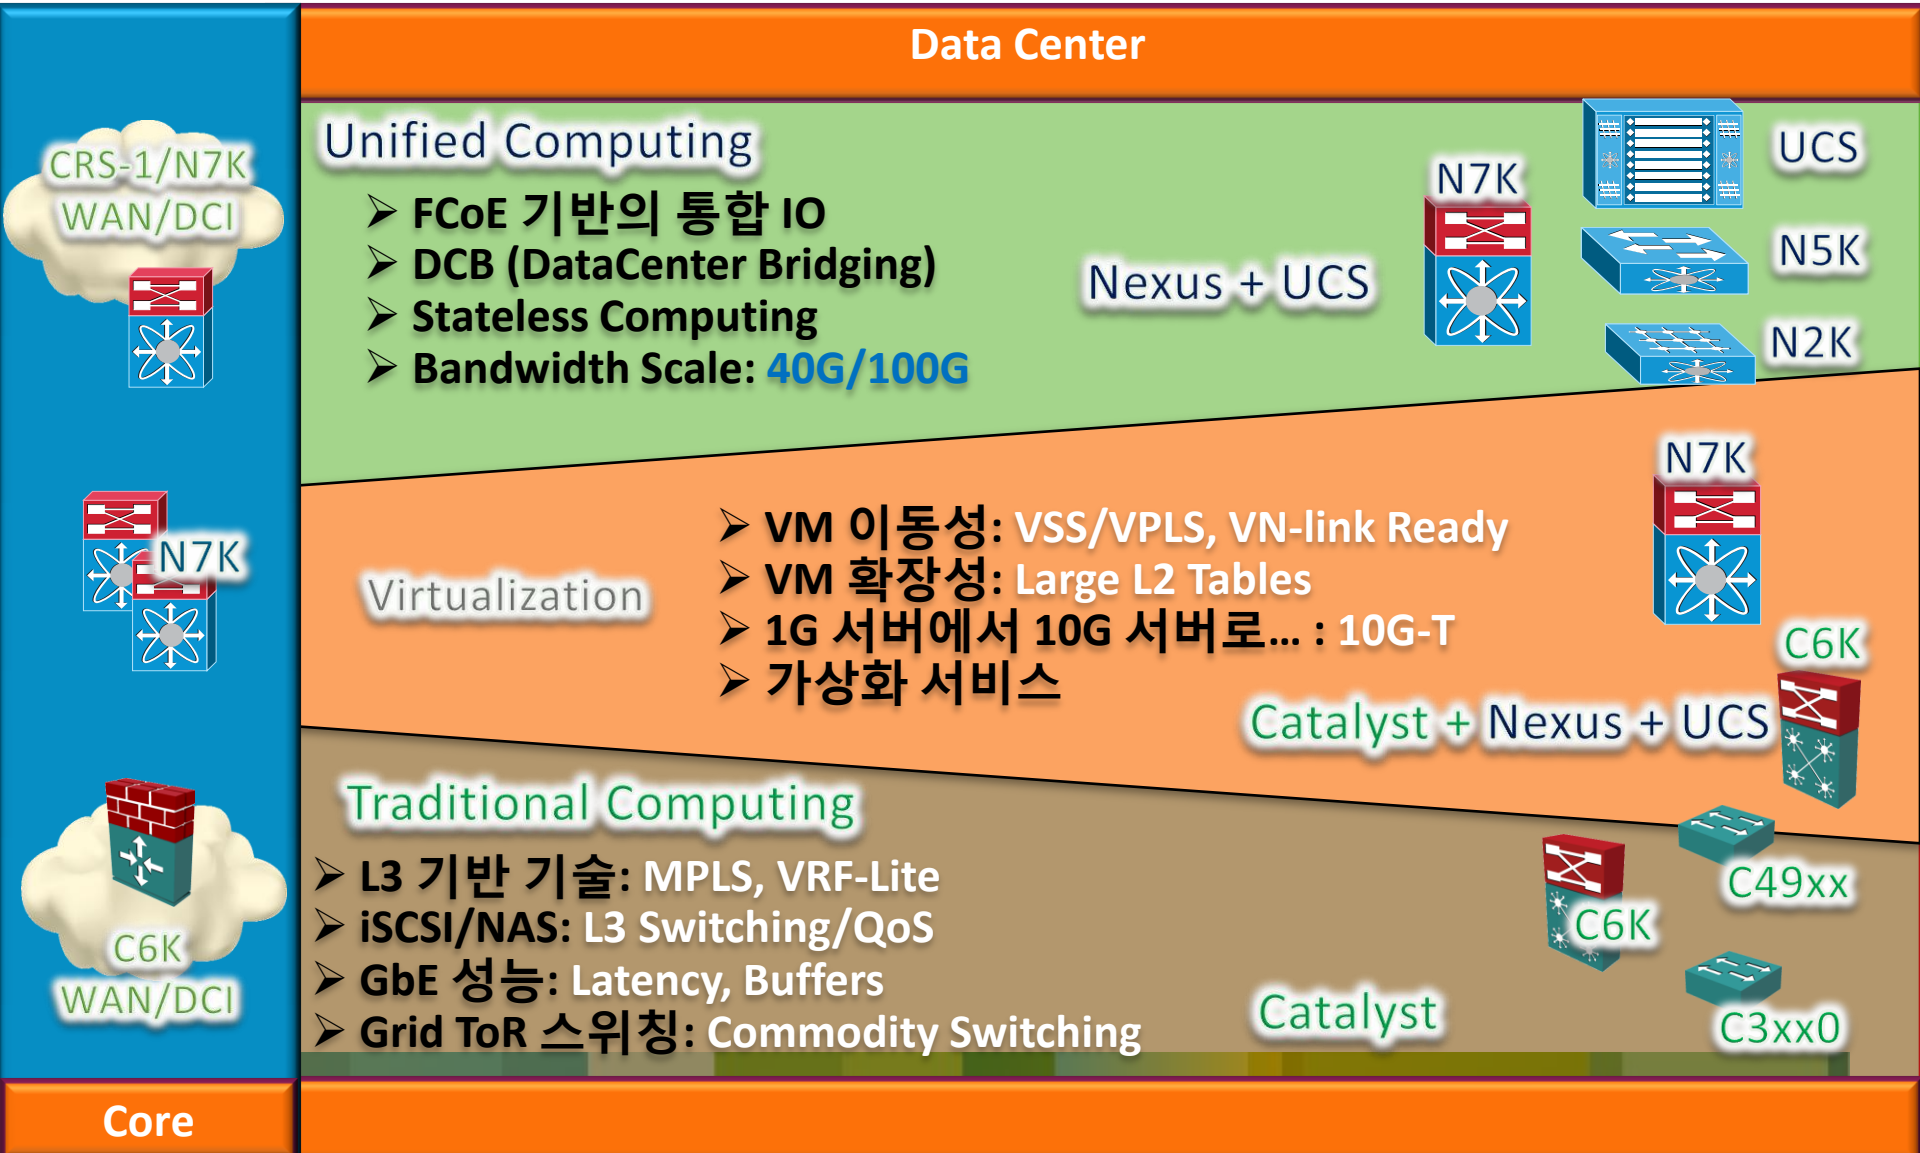 Data Center
CRS-1/N7K
WAN/DCI
Unified Computing
➢ FCoE 기반의 통합 IO
➢ DCB (DataCenter Bridging)
➢ Stateless Computing
➢ Bandwidth Scale: 40G/100G
Nexus + UCS
N7K
UCS
N5K
N2K
N7K
Virtualization
➢ VM 이동성: VSS/VPLS, VN-link Ready
➢ VM 확장성: Large L2 Tables
➢ 1G 서버에서 10G 서버로... : 10G-T
➢ 가상화 서비스
N7K
C6K
Catalyst + Nexus + UCS
C6K
WAN/DCI
Traditional Computing
➢ L3 기반 기술: MPLS, VRF-Lite
➢ iSCSI/NAS: L3 Switching/QoS
➢ GbE 성능: Latency, Buffers
➢ Grid ToR 스위칭: Commodity Switching
Catalyst
C6K
C49xx
C3xx0
Core